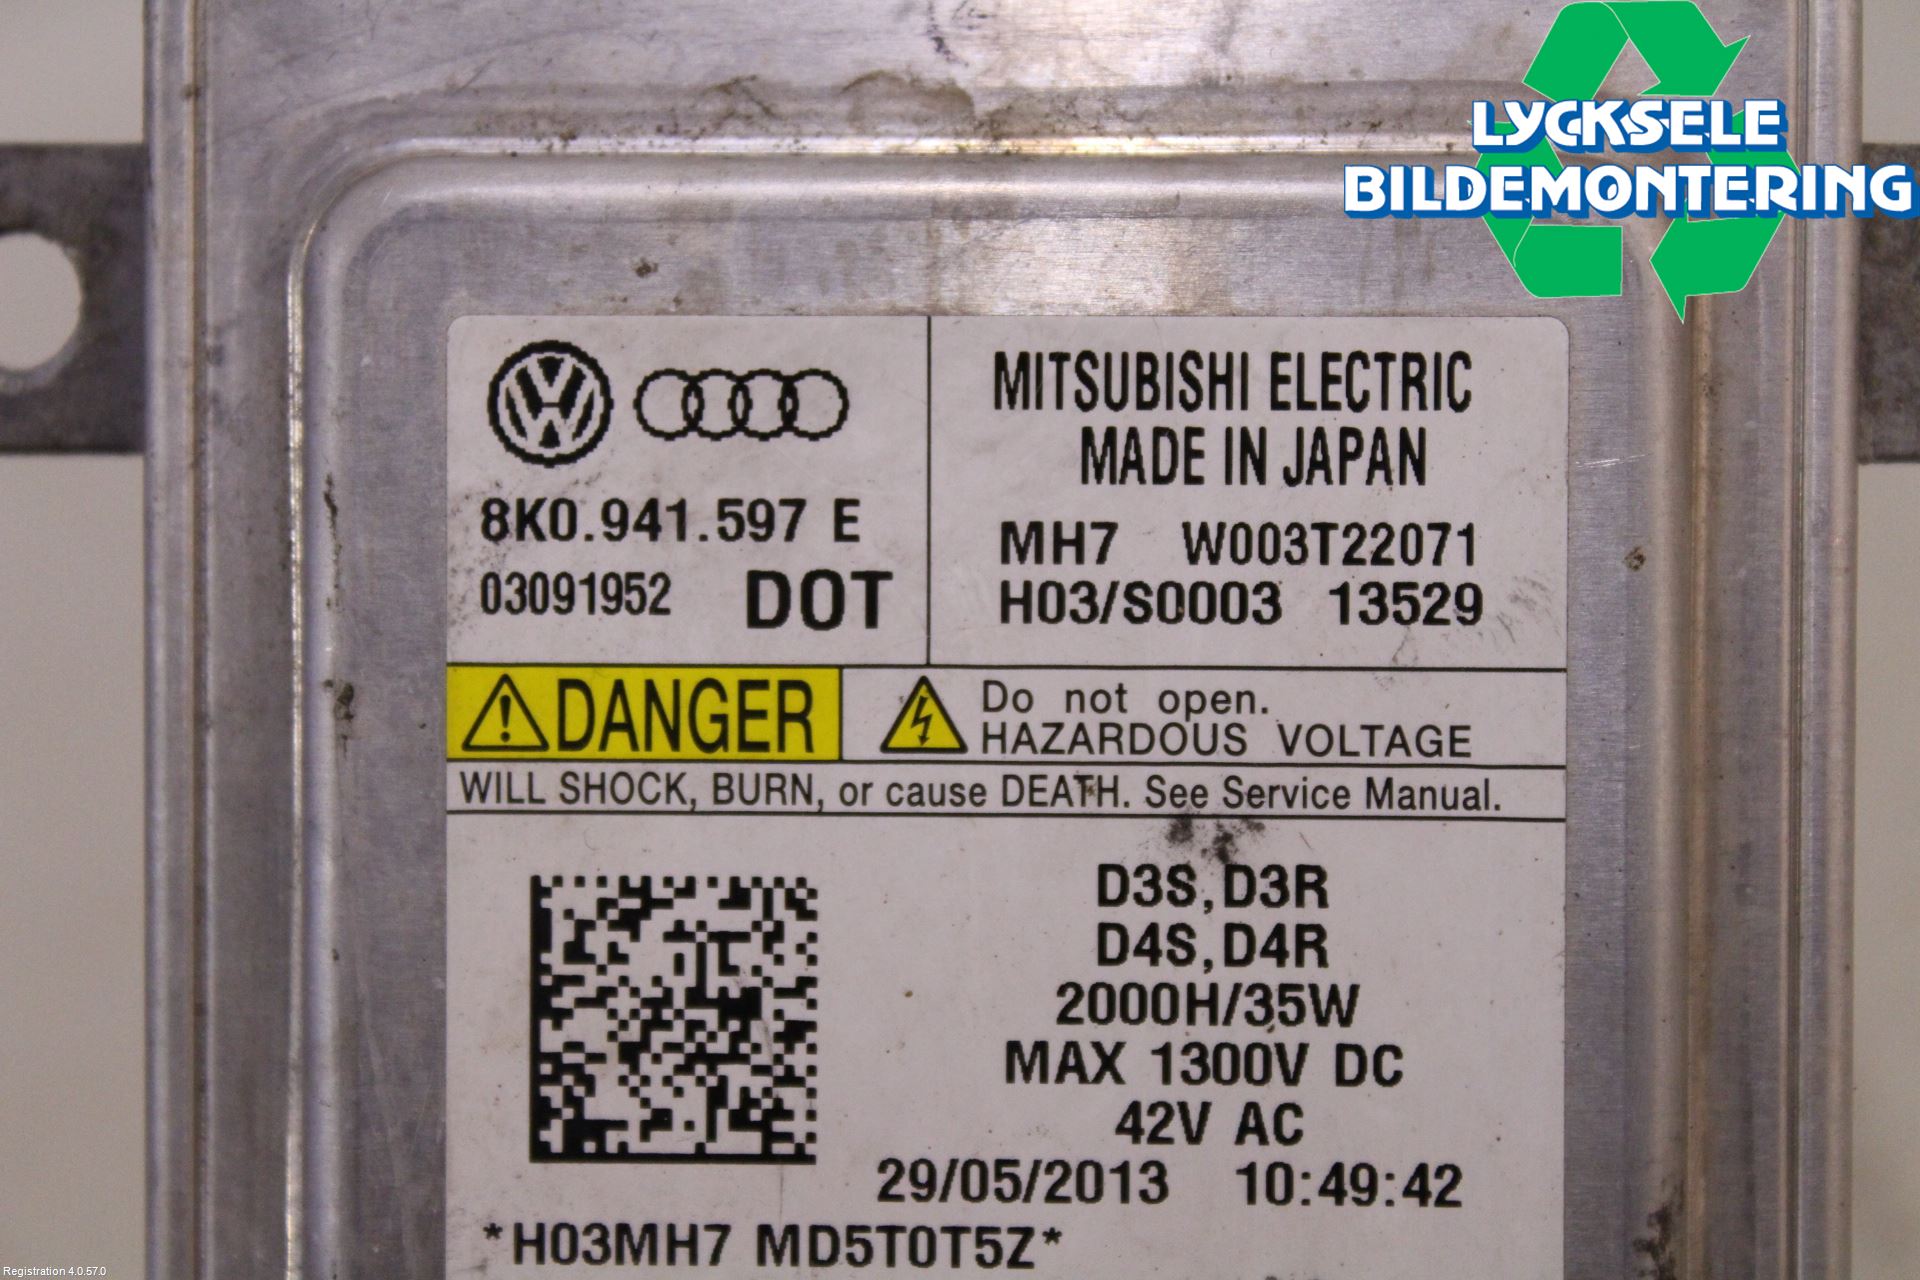 LYCKSELE
BILDEMONTERING
8K0.941.597 E
03091952 DOT
MITSUBISHI ELECTRIC
MADE IN JAPAN
MH7 W003T22071
H03/S0003 13529
DANGER
Do not open.
HAZARDOUS VOLTAGE
WILL SHOCK, BURN, or cause DEATH. See Service Manual.
D3S,D3R
D4S,D4R
2000H/35W
MAX 1300V DC
42V AC
29/05/2013 10:49:42
*H03MH7 MD5T0T5Z*
Registration 4.0.57.0